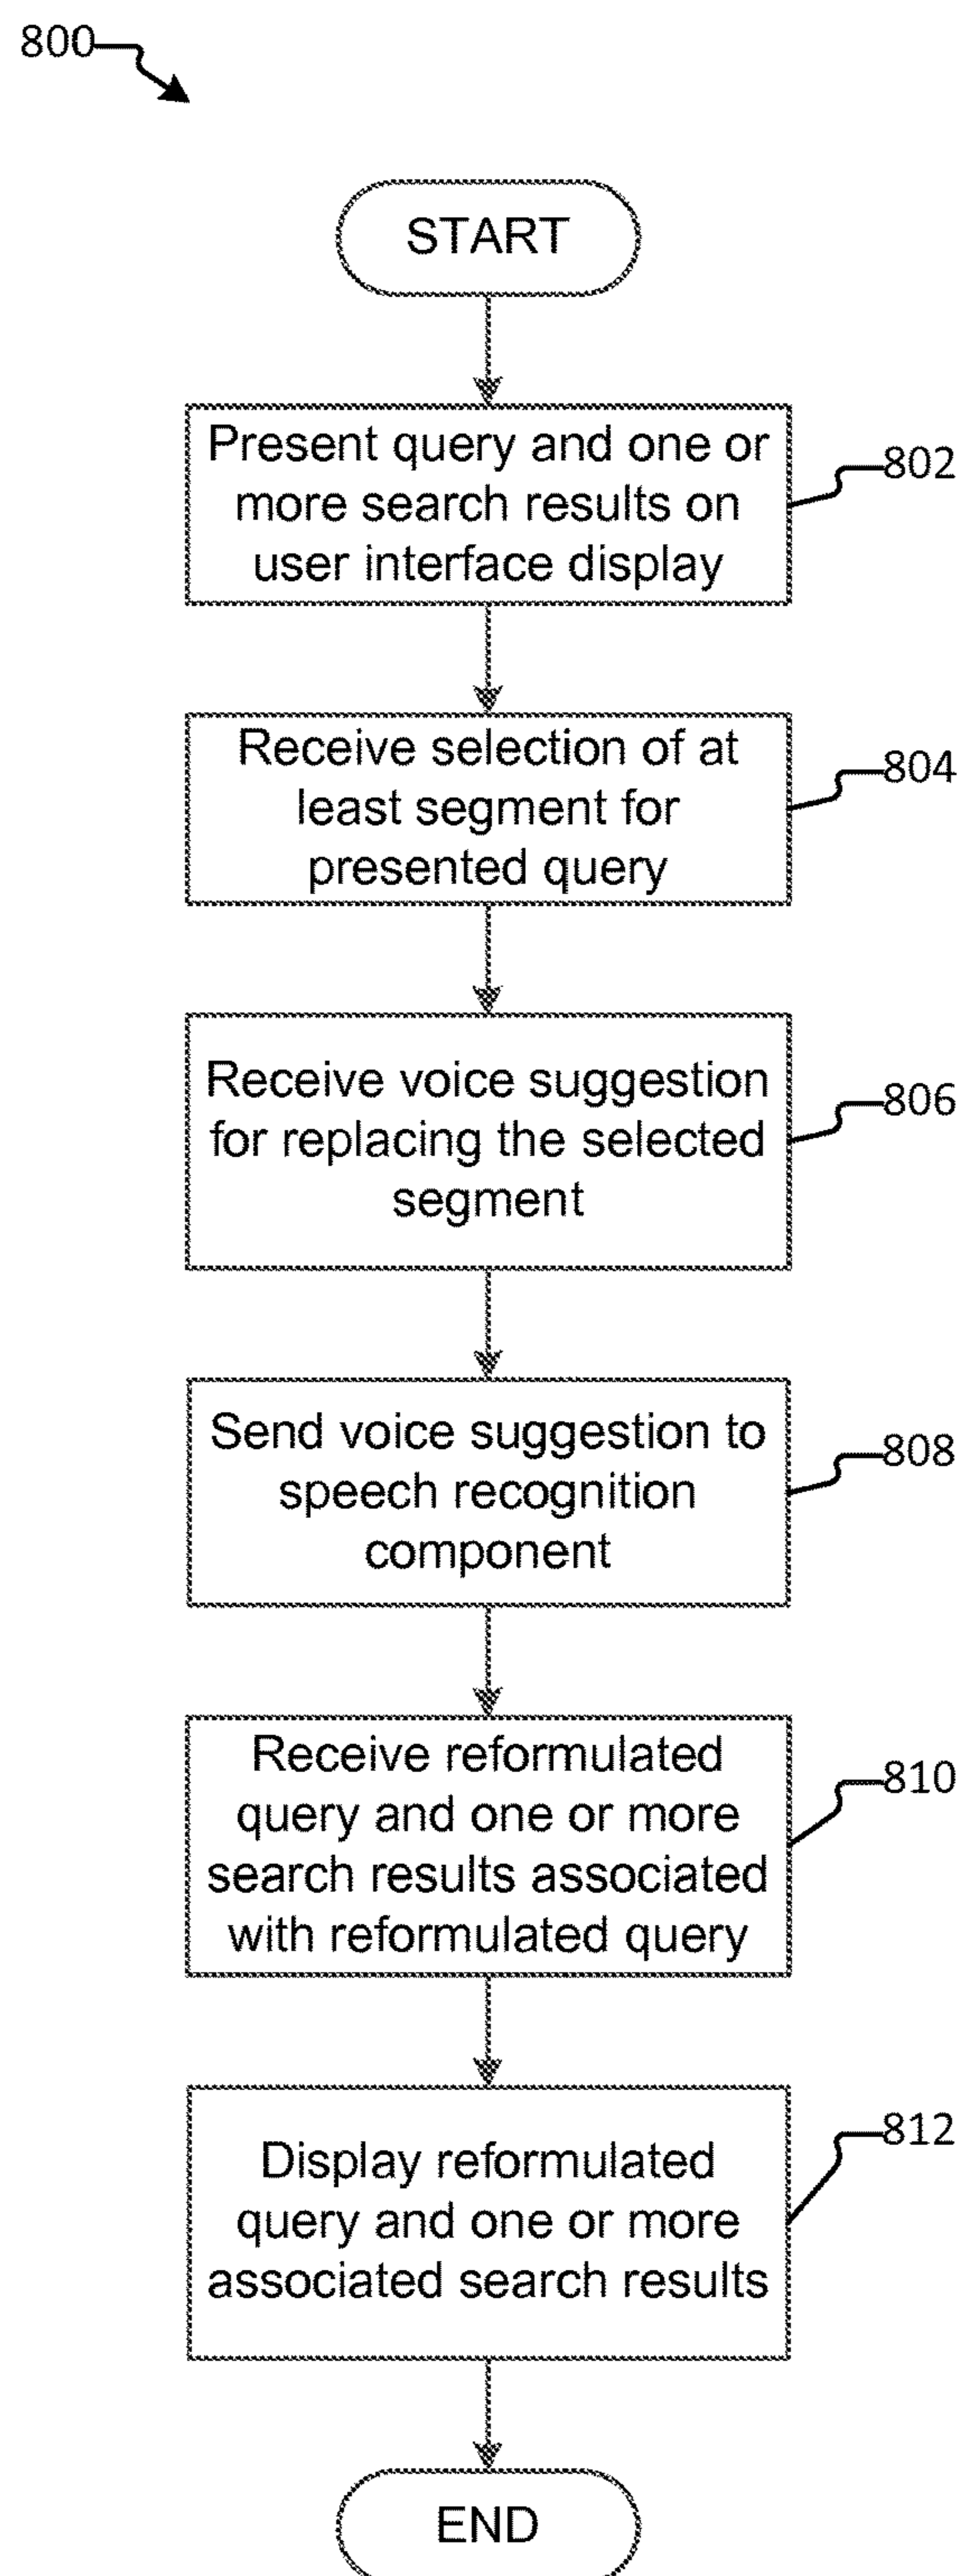 800
START
Present query and one or
more search results on
user interface display
802
Receive selection of at
least segment for
presented query
804
Receive voice suggestion
for replacing the selected
segment
806
Send voice suggestion to
speech recognition
component
808
Receive reformulated
query and one or more
search results associated
with reformulated query
810
Display reformulated
query and one or more
associated search results
812
END